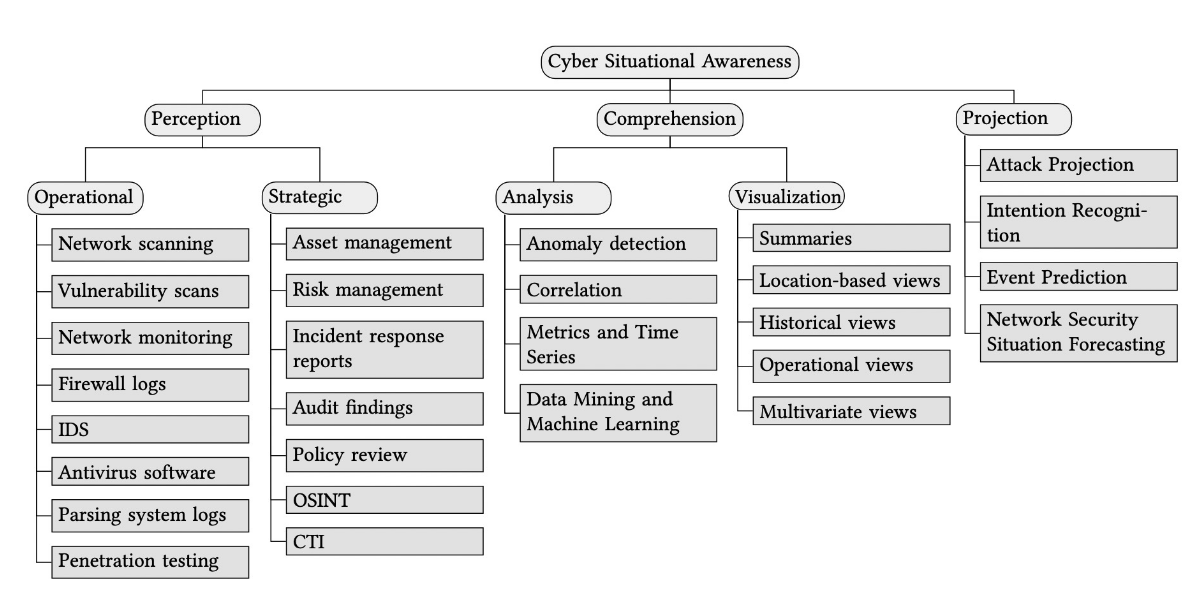 Cyber Situational Awareness
Perception
Comprehension
Projection
Operational
Network scanning
Vulnerability scans
Network monitoring
Firewall logs
IDS
Antivirus software
Parsing system logs
Penetration testing
Strategic
Asset management
Risk management
Incident response
reports
Audit findings
Policy review
OSINT
CTI
Analysis
Anomaly detection
Correlation
Metrics and Time
Series
Data Mining and
Machine Learning
Visualization
Summaries
Location-based views
Historical views
Operational views
Multivariate views
Attack Projection
Intention Recogni-
tion
Event Prediction
Network Security
Situation Forecasting